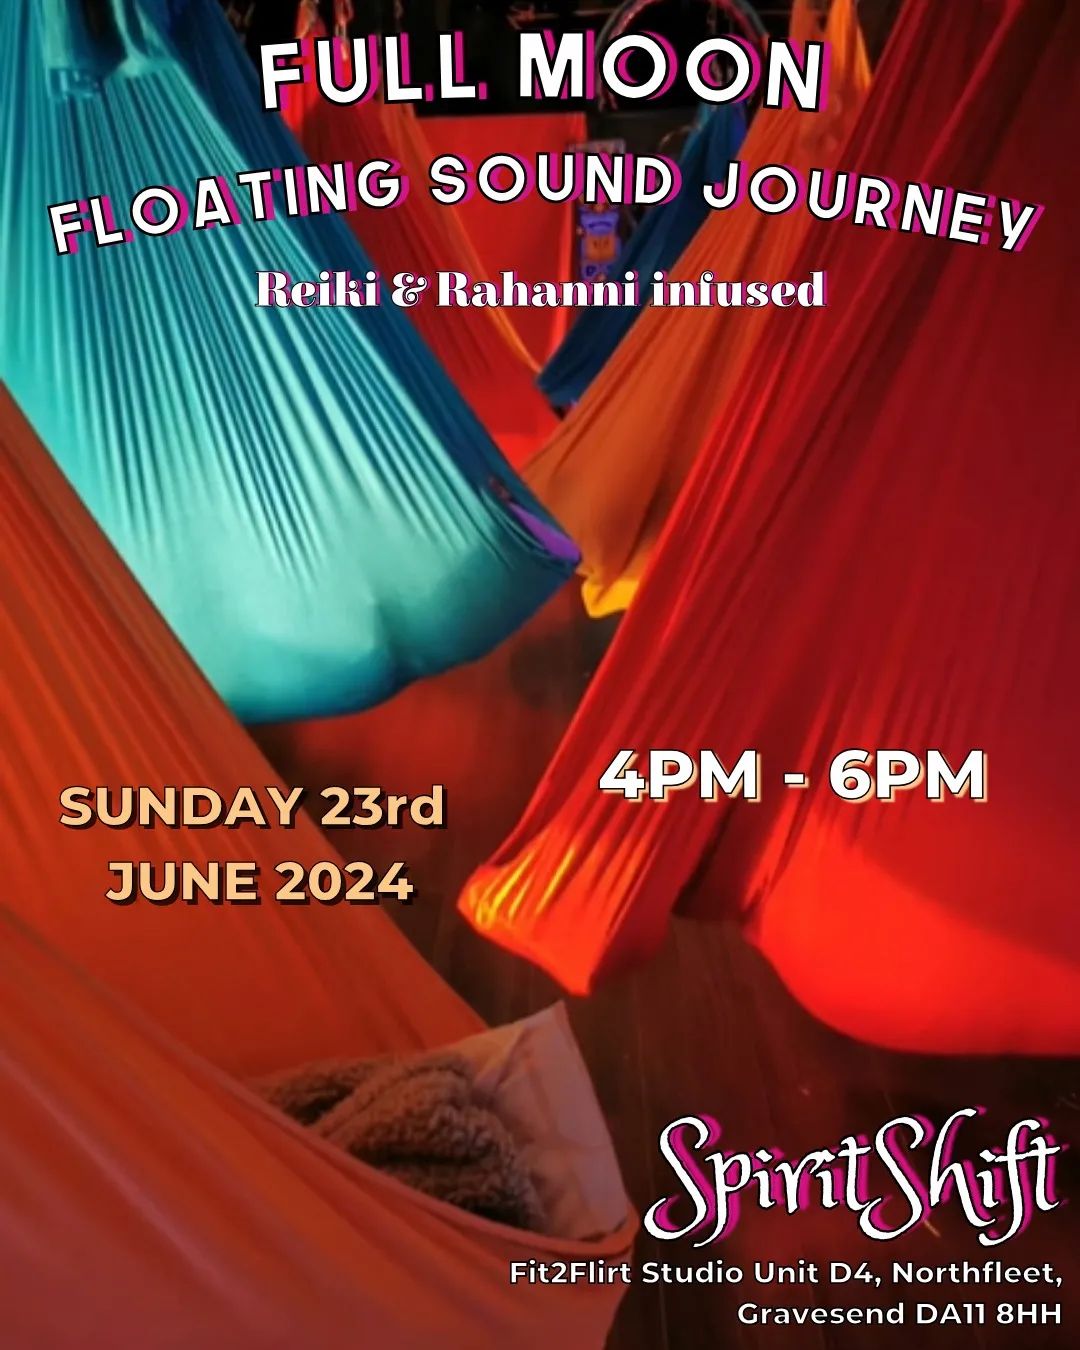 FULL MOON
FLOATING SOUND JOURNEY
Reiki & Rahanni infused
4PM - 6PM
SUNDAY 23rd
JUNE 2024
SpiritShift
Fit2Flirt Studio Unit D4, Northfleet,
Gravesend DA11 8HH